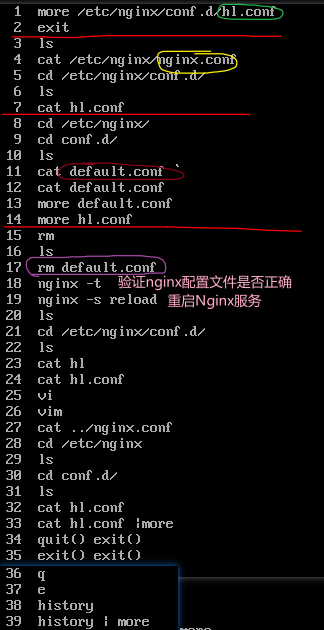 1 more /etc/nginx/conf.d/hl.conf
2 exit
3 ls
4 cat /etc/nginx/nginx.conf
5 cd /etc/nginx/conf.d/
6 ls
7 cat hl.conf
8 cd /etc/nginx/
9 cd conf.d/
10 ls
11 cat default.conf `
12 cat default.conf
13 more default.conf
14 more hl.conf
15 rm
16 ls
17 rm default.conf
18 nginx -t 验证nginx配置文件是否正确
19 nginx -s reload 重启Nginx服务
20 ls
21 cd /etc/nginx/conf.d/
22 ls
23 cat hl
24 cat hl.conf
25 vi
26 vim
27 cat ../nginx.conf
28 cd /etc/nginx
29 ls
30 cd conf.d/
31 ls
32 cat hl.conf
33 cat hl.conf |more
34 quit() exit()
35 exit() exit()
36 q
37 e
38 history
39 history | more